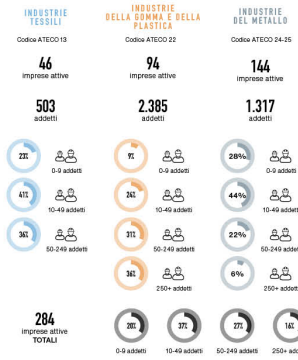 INDUSTRIE
TESSILI
Codice ATECO 13
46
imprese attive
503
addetti
23%
0-9 addetti
41%
10-49 addetti
36%
50-249 addetti
INDUSTRIE
DELLA GOMMA E DELLA
PLASTICA
Codice ATECO 22
94
imprese attive
2.385
addetti
9%
0-9 addetti
24%
10-49 addetti
31%
50-249 addetti
36%
250+ addetti
INDUSTRIE
DEL METALLO
Codice ATECO 24-25
144
imprese attive
1.317
addetti
28%
0-9 addetti
44%
10-49 addetti
22%
50-249 addetti
6%
250+ addetti
284
imprese attive
TOTALI
20%
0-9 addetti
37%
10-49 addetti
27%
50-249 addetti
16%
250+ addetti